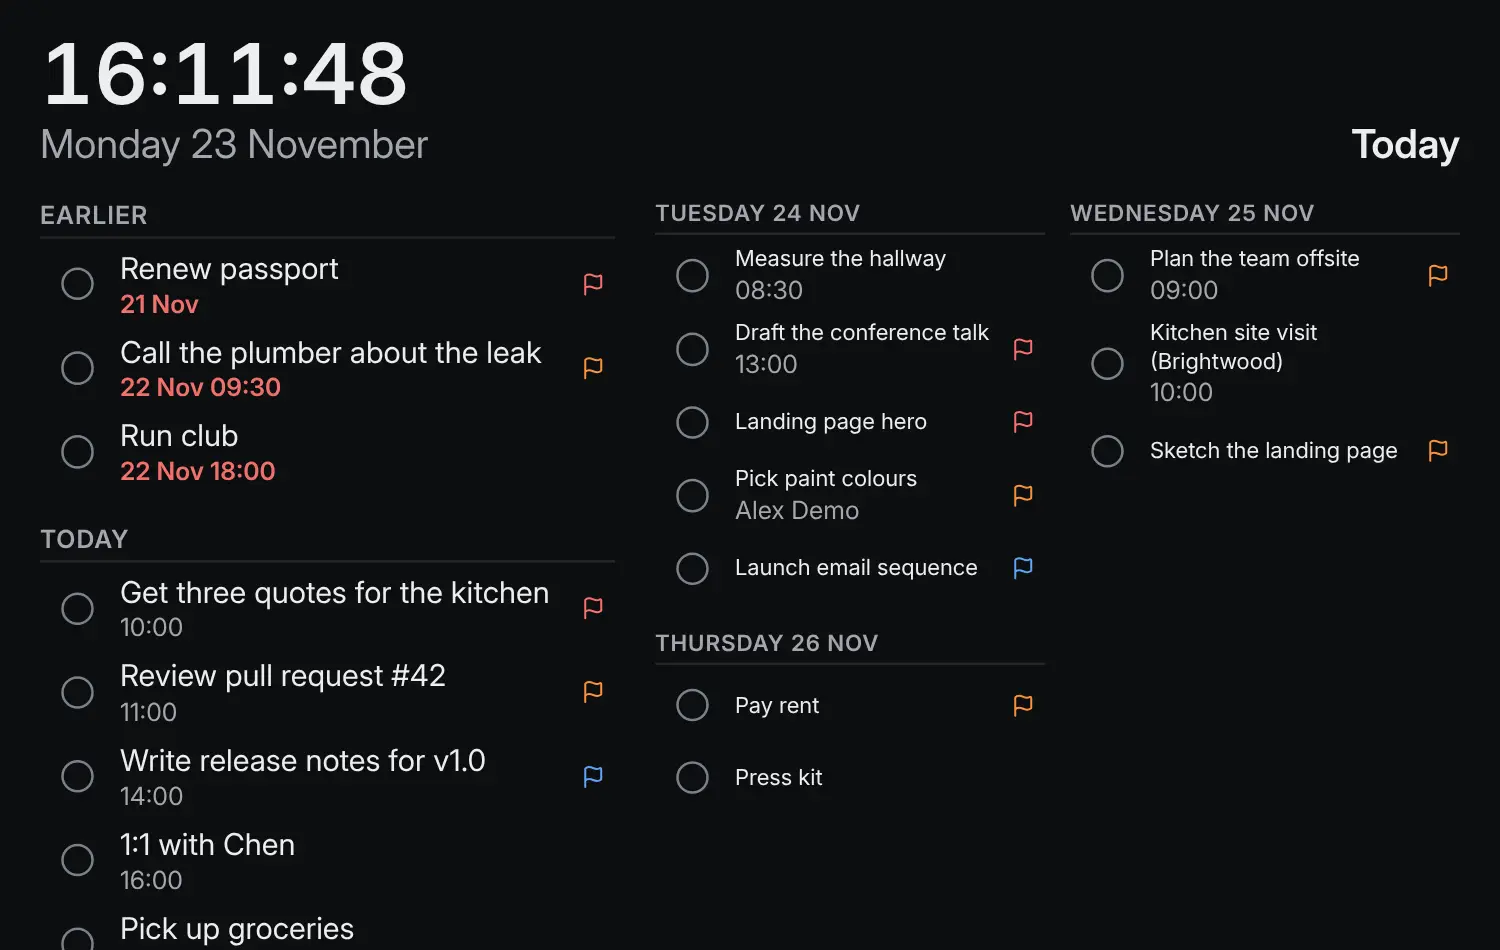 16:11:48
Monday 23 November
Today
EARLIER
Renew passport
21 Nov
Call the plumber about the leak
22 Nov 09:30
Run club
22 Nov 18:00
TODAY
Get three quotes for the kitchen
10:00
Review pull request #42
11:00
Write release notes for v1.0
14:00
1:1 with Chen
16:00
Pick up groceries
TUESDAY 24 NOV
Measure the hallway
08:30
Draft the conference talk
13:00
Landing page hero
Pick paint colours
Alex Demo
Launch email sequence
THURSDAY 26 NOV
Pay rent
Press kit
WEDNESDAY 25 NOV
Plan the team offsite
09:00
Kitchen site visit
(Brightwood)
10:00
Sketch the landing page